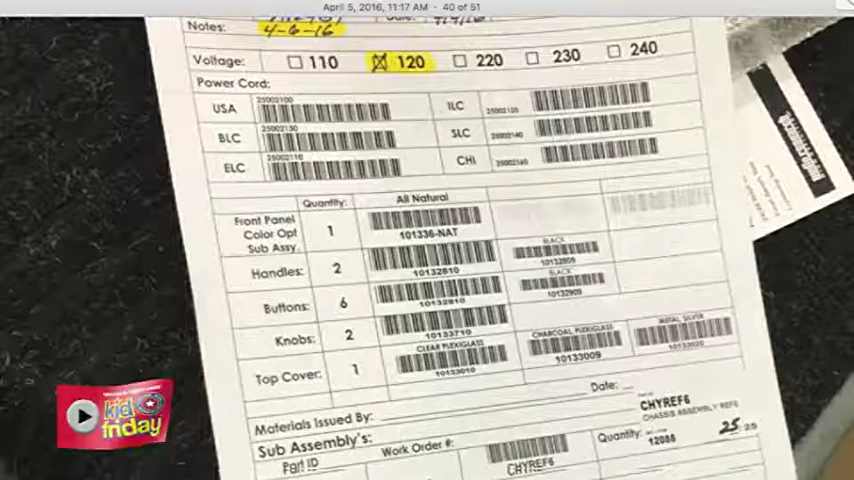 April 5, 2016, 11:17 AM - 40 of 51
Notes: 4-6-16
Date:
Voltage: 110 120 220 230 240
Power Cord:
USA 25002100 ILC 25002120
BLC 25002130 SLC 25002140
ELC 25002110 CHI 25002160
Quantity: All Natural
Front Panel Color Opt Sub Assy. 1 101336-NAT
Handles: 2 10132810 BLACK 10132809
Buttons: 6 10132910 BLACK 10132909
Knobs: 2 10133710
Top Cover: 1 CLEAR PLEXIGLASS 10133010 CHARCOAL PLEXIGLASS 10133009 METAL, SILVER 10133020
Materials Issued By: Date:
Sub Assembly's: CHYREF6
CHASSIS ASSEMBLY REF6
Part ID Work Order #: CHYREF6 Quantity: 12085 25 25
kid friday